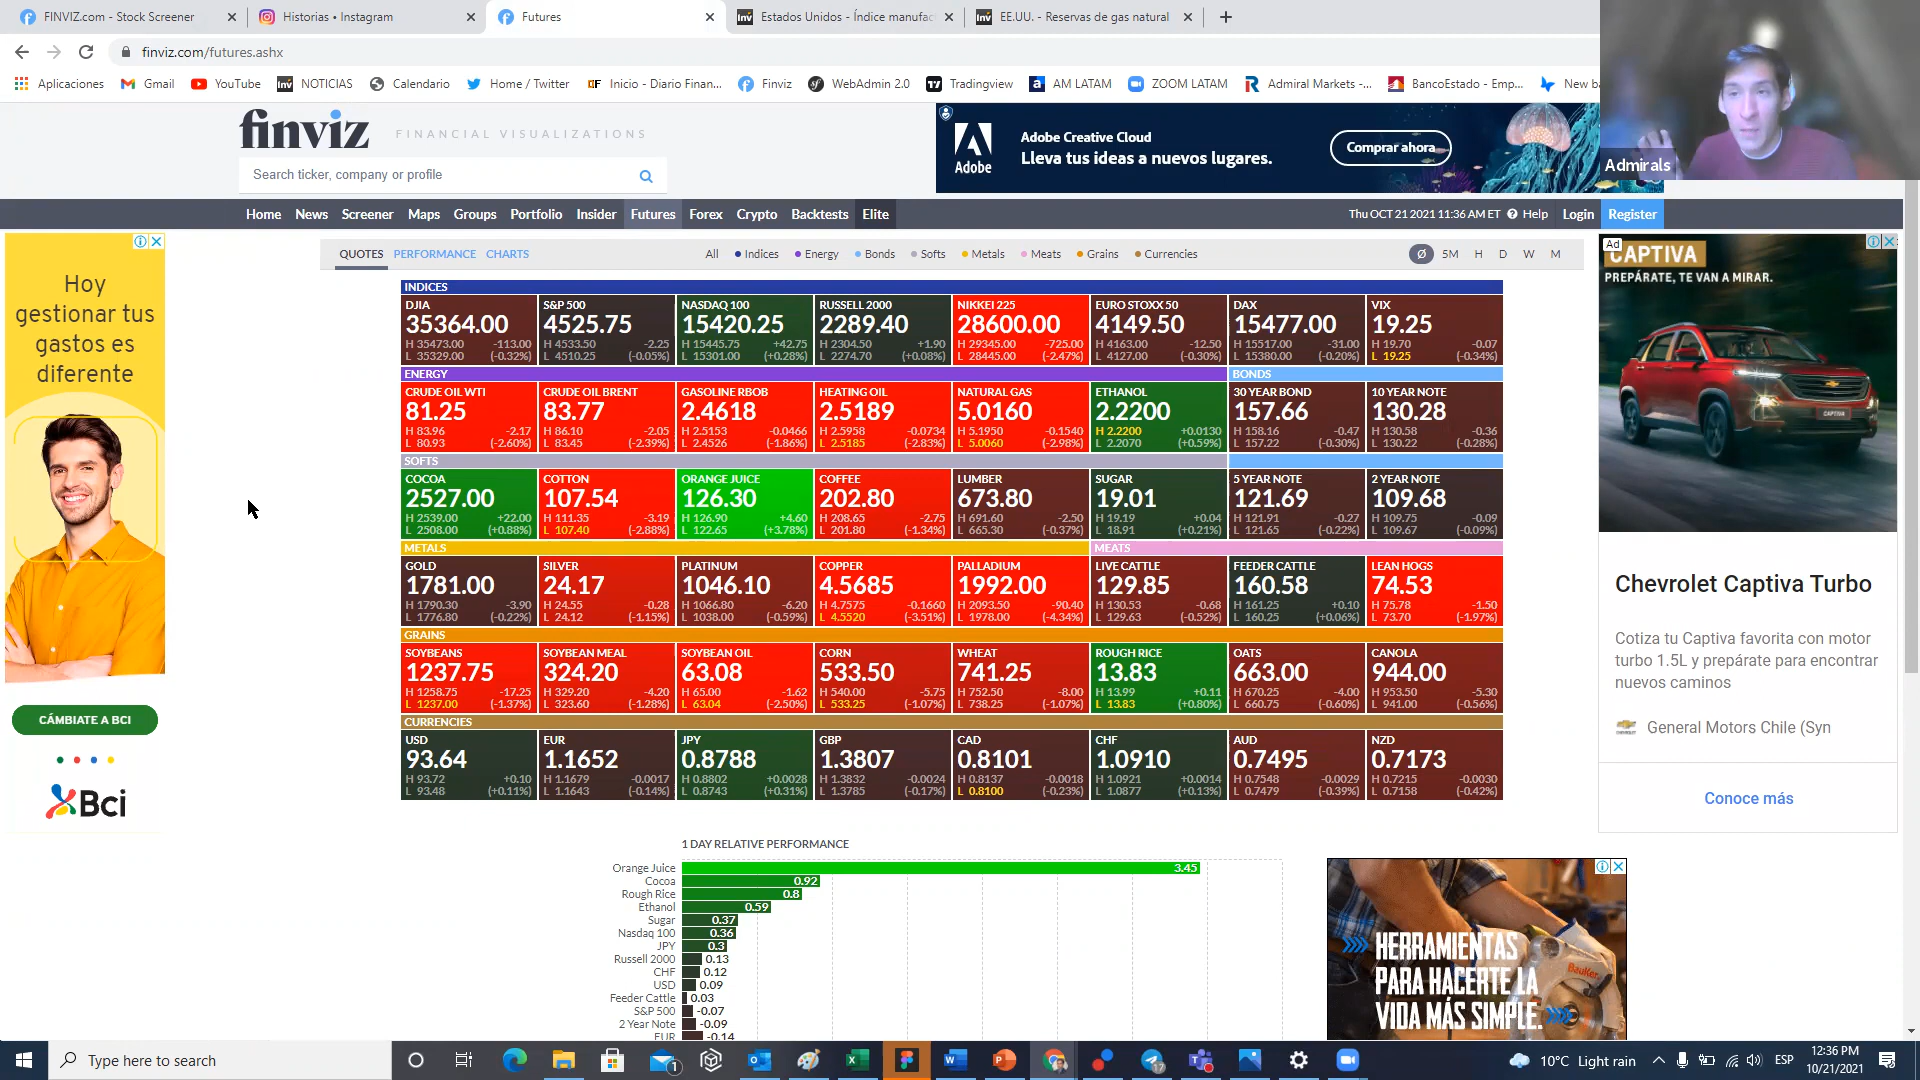 FINVIZ.com - Stock Screener
Historias • Instagram
Futures
Estados Unidos - Índice manufac
EE.UU. - Reservas de gas natural
finviz.com/futures.ashx
Aplicaciones Gmail YouTube NOTICIAS Calendario Home / Twitter Inicio - Diario Finan... Finviz WebAdmin 2.0 Tradingview AM LATAM ZOOM LATAM Admiral Markets -... BancoEstado - Emp... New ba
finviz FINANCIAL VISUALIZATIONS
Search ticker, company or profile
Adobe
Adobe Creative Cloud
Lleva tus ideas a nuevos lugares.
Comprar ahora
Admirals
Home News Screener Maps Groups Portfolio Insider Futures Forex Crypto Backtests Elite
Thu OCT 21 2021 11:36 AM ET Help Login Register
QUOTES PERFORMANCE CHARTS
All Indices Energy Bonds Softs Metals Meats Grains Currencies
Ø 5M H D W M
INDICES
DJIA S&P 500 NASDAQ 100 RUSSELL 2000 NIKKEI 225 EURO STOXX 50 DAX VIX
35364.00 4525.75 15420.25 2289.40 28600.00 4149.50 15477.00 19.25
H 35473.00 -113.00 H 4533.50 -2.25 H 15445.75 +42.75 H 2304.50 +1.90 H 29345.00 -725.00 H 4163.00 -12.50 H 15517.00 -31.00 H 19.70 -0.07
L 35329.00 (-0.32%) L 4510.25 (-0.05%) L 15301.00 (+0.28%) L 2274.70 (+0.08%) L 28445.00 (-2.47%) L 4127.00 (-0.30%) L 15380.00 (-0.20%) L 19.25 (-0.34%)
ENERGY BONDS
CRUDE OIL WTI CRUDE OIL BRENT GASOLINE RBOB HEATING OIL NATURAL GAS ETHANOL 30 YEAR BOND 10 YEAR NOTE
81.25 83.77 2.4618 2.5189 5.0160 2.2200 157.66 130.28
H 83.96 -2.17 H 86.10 -2.05 H 2.5153 -0.0466 H 2.5958 -0.0734 H 5.1950 -0.1540 H 2.2200 +0.0130 H 158.16 -0.47 H 130.58 -0.36
L 80.93 (-2.60%) L 83.45 (-2.39%) L 2.4526 (-1.86%) L 2.5185 (-2.83%) L 5.0060 (-2.98%) L 2.2070 (+0.59%) L 157.22 (-0.30%) L 130.22 (-0.28%)
SOFTS
COCOA COTTON ORANGE JUICE COFFEE LUMBER SUGAR 5 YEAR NOTE 2 YEAR NOTE
2527.00 107.54 126.30 202.80 673.80 19.01 121.69 109.68
H 2539.00 +22.00 H 111.35 -3.19 H 126.90 +4.60 H 208.65 -2.75 H 691.60 -2.50 H 19.19 +0.04 H 121.91 -0.27 H 109.75 -0.09
L 2508.00 (+0.88%) L 107.40 (-2.88%) L 122.65 (+3.78%) L 201.80 (-1.34%) L 665.30 (-0.37%) L 18.91 (+0.21%) L 121.65 (-0.22%) L 109.67 (-0.09%)
METALS MEATS
GOLD SILVER PLATINUM COPPER PALLADIUM LIVE CATTLE FEEDER CATTLE LEAN HOGS
1781.00 24.17 1046.10 4.5685 1992.00 129.85 160.58 74.53
H 1790.30 -3.90 H 24.55 -0.28 H 1066.80 -6.20 H 4.7575 -0.1660 H 2093.50 -90.40 H 130.53 -0.68 H 161.25 +0.10 H 75.78 -1.50
L 1776.80 (-0.22%) L 24.12 (-1.15%) L 1038.00 (-0.59%) L 4.5520 (-3.51%) L 1978.00 (-4.34%) L 129.63 (-0.52%) L 160.25 (+0.06%) L 73.70 (-1.97%)
GRAINS
SOYBEANS SOYBEAN MEAL SOYBEAN OIL CORN WHEAT ROUGH RICE OATS CANOLA
1237.75 324.20 63.08 533.50 741.25 13.83 663.00 944.00
H 1258.75 -17.25 H 329.20 -4.20 H 65.00 -1.62 H 540.00 -5.75 H 752.50 -8.00 H 13.99 +0.11 H 670.25 -4.00 H 953.50 -5.30
L 1237.00 (-1.37%) L 323.60 (-1.28%) L 63.04 (-2.50%) L 533.25 (-1.07%) L 738.25 (-1.07%) L 13.83 (+0.80%) L 660.75 (-0.60%) L 941.00 (-0.56%)
CURRENCIES
USD EUR JPY GBP CAD CHF AUD NZD
93.64 1.1652 0.8788 1.3807 0.8101 1.0910 0.7495 0.7173
H 93.72 +0.10 H 1.1679 -0.0017 H 0.8802 +0.0028 H 1.3832 -0.0024 H 0.8137 -0.0018 H 1.0921 +0.0014 H 0.7548 -0.0029 H 0.7215 -0.0030
L 93.48 (+0.11%) L 1.1643 (-0.14%) L 0.8743 (+0.31%) L 1.3785 (-0.17%) L 0.8100 (-0.23%) L 1.0877 (+0.13%) L 0.7479 (-0.39%) L 0.7158 (-0.42%)
Hoy
gestionar tus
gastos es
diferente
CÁMBIATE A BCI
Bci
Ad
CAPTIVA
PREPÁRATE, TE VAN A MIRAR.
Chevrolet Captiva Turbo
Cotiza tu Captiva favorita con motor
turbo 1.5L y prepárate para encontrar
nuevos caminos
General Motors Chile (Syn
Conoce más
1 DAY RELATIVE PERFORMANCE
Orange Juice 3.45
Cocoa 0.92
Rough Rice 0.8
Ethanol 0.59
Sugar 0.37
Nasdaq 100 0.36
JPY 0.3
Russell 2000 0.13
CHF 0.12
USD 0.09
Feeder Cattle 0.03
S&P 500 -0.07
2 Year Note -0.09
EUR -0.14
HERRAMIENTAS
PARA HACERTE LA
VIDA MÁS SIMPLE.
BauKer
Type here to search
10°C Light rain
ESP
12:36 PM
10/21/2021